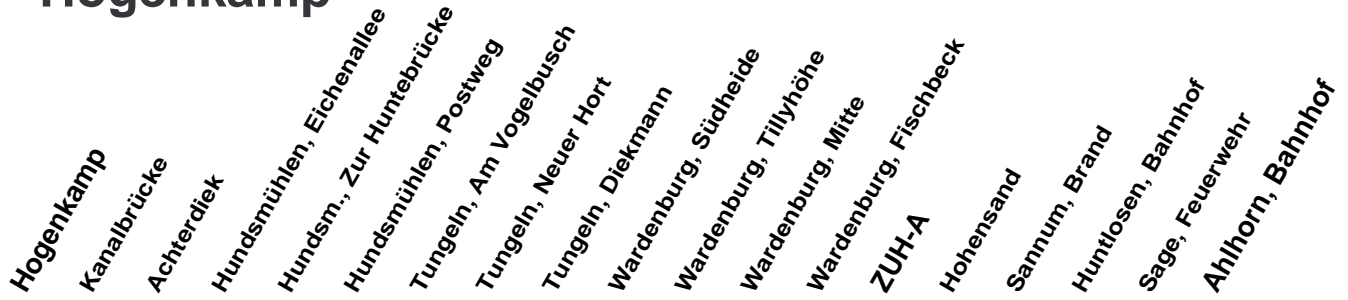 Hogenkamp
Hogenkamp
Kanalbrücke
Achterdiek
Hundsmühlen, Eichenallee
Hundsm., Zur Huntebrücke
Hundsmühlen, Postweg
Tungeln, Am Vogelbusch
Tungeln, Neuer Hort
Tungeln, Diekmann
Wardenburg, Südheide
Wardenburg, Tillyhöhe
Wardenburg, Mitte
Wardenburg, Fischbeck
ZUH-A
Hohensand
Sannum, Brand
Huntlosen, Bahnhof
Sage, Feuerwehr
Ahlhorn, Bahnhof